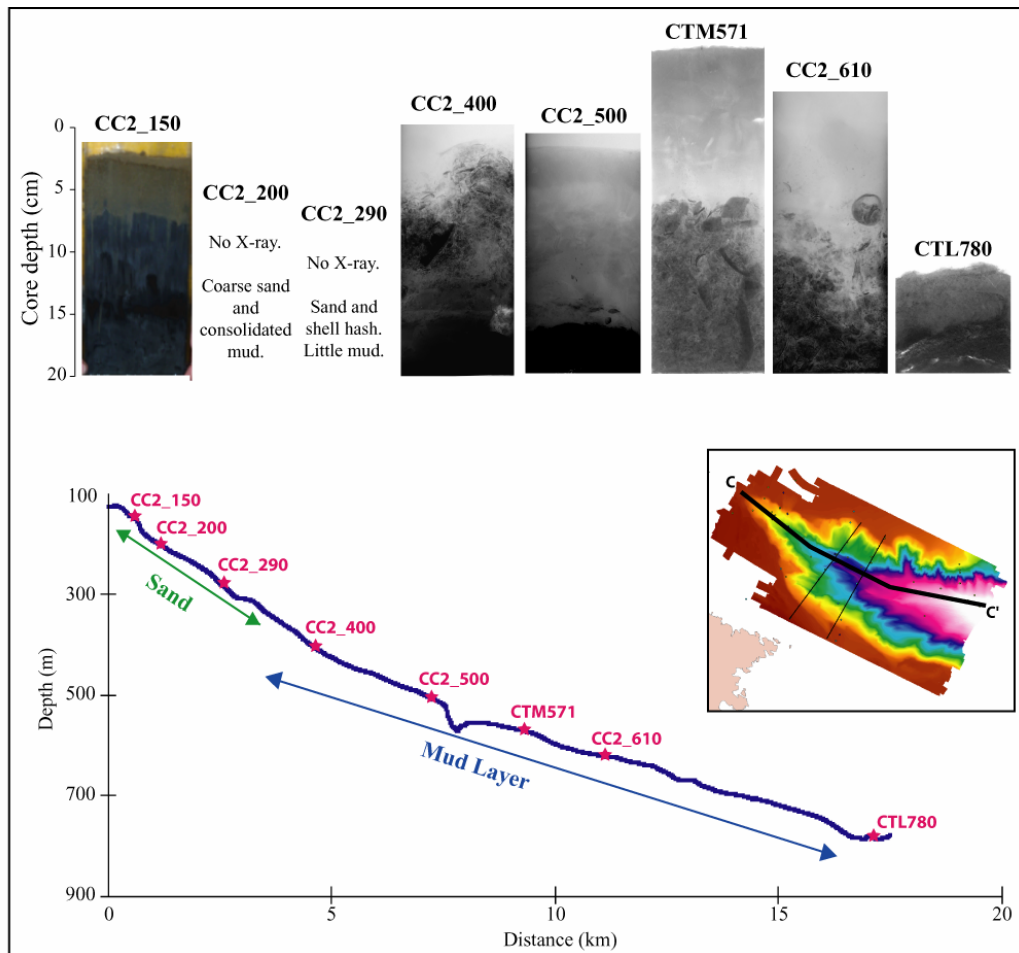 CTM571
CC2_400
CC2_610
CC2_500
CC2_150
CC2_200
CC2_290
CTL780
0
5
10
15
20
Core depth (cm)
No X-ray.
Coarse sand
and
consolidated
mud.
No X-ray.
Sand and
shell hash.
Little mud.
100
300
500
700
900
Depth (m)
CC2_150
CC2_200
CC2_290
CC2_400
CC2_500
CTM571
CC2_610
CTL780
Sand
Mud Layer
C
C'
0
5
10
15
20
Distance (km)